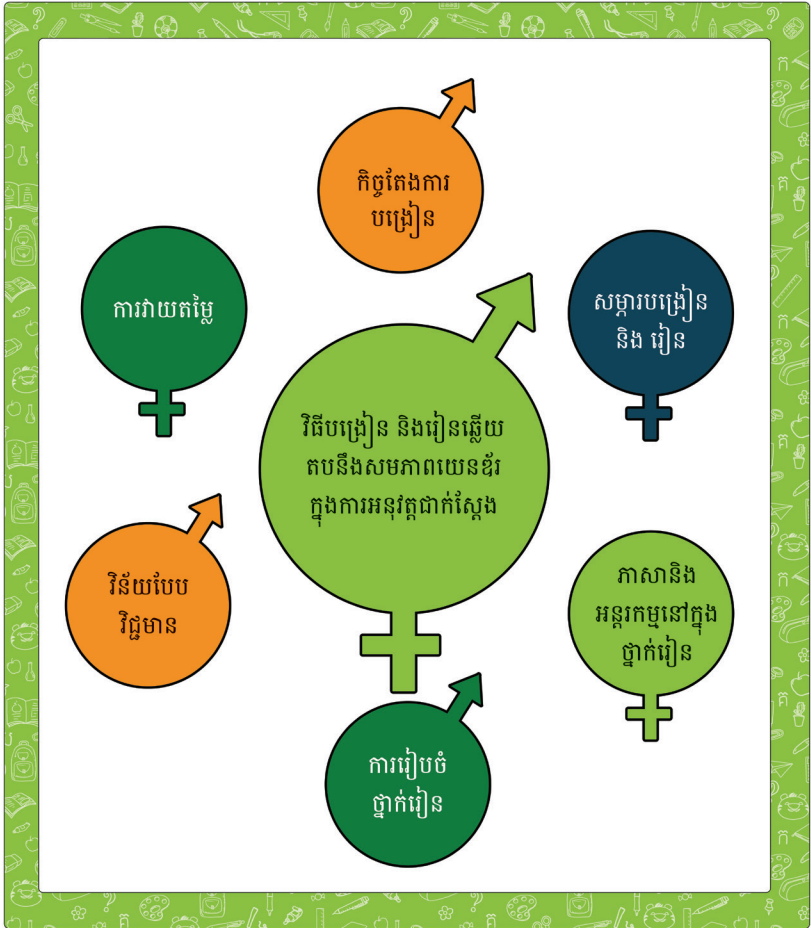 កិច្ចតែងការ
បង្រៀន
ការវាយតម្លៃ
សម្ភារបង្រៀន
និង រៀន
វិធីបង្រៀន និងរៀនឆ្លើយ
តបនឹងសមភាពយេនឌ័រ
ក្នុងការអនុវត្តជាក់ស្តែង
វិន័យបែប
វិជ្ជមាន
ភាសានិង
អន្តរកម្មនៅក្នុង
ថ្នាក់រៀន
ការរៀបចំ
ថ្នាក់រៀន